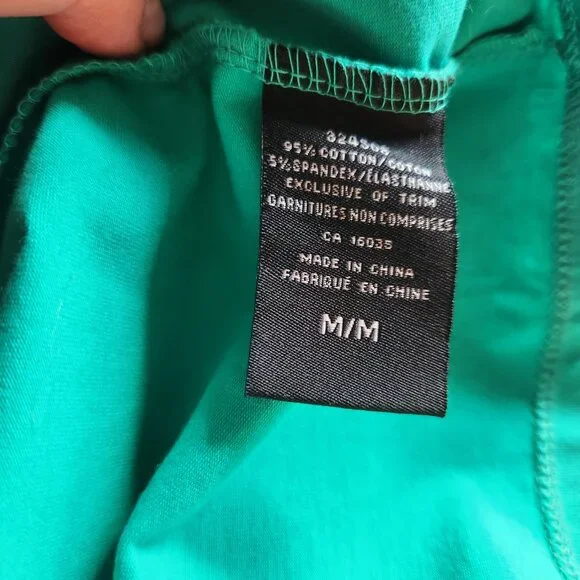 95% COTTON/COTON
5% SPANDEX/ÉLASTHANNE
EXCLUSIVE OF TRIM
GARNITURES NON COMPRISES
CA 16035
MADE IN CHINA
FABRIQUÉ EN CHINE
M/M